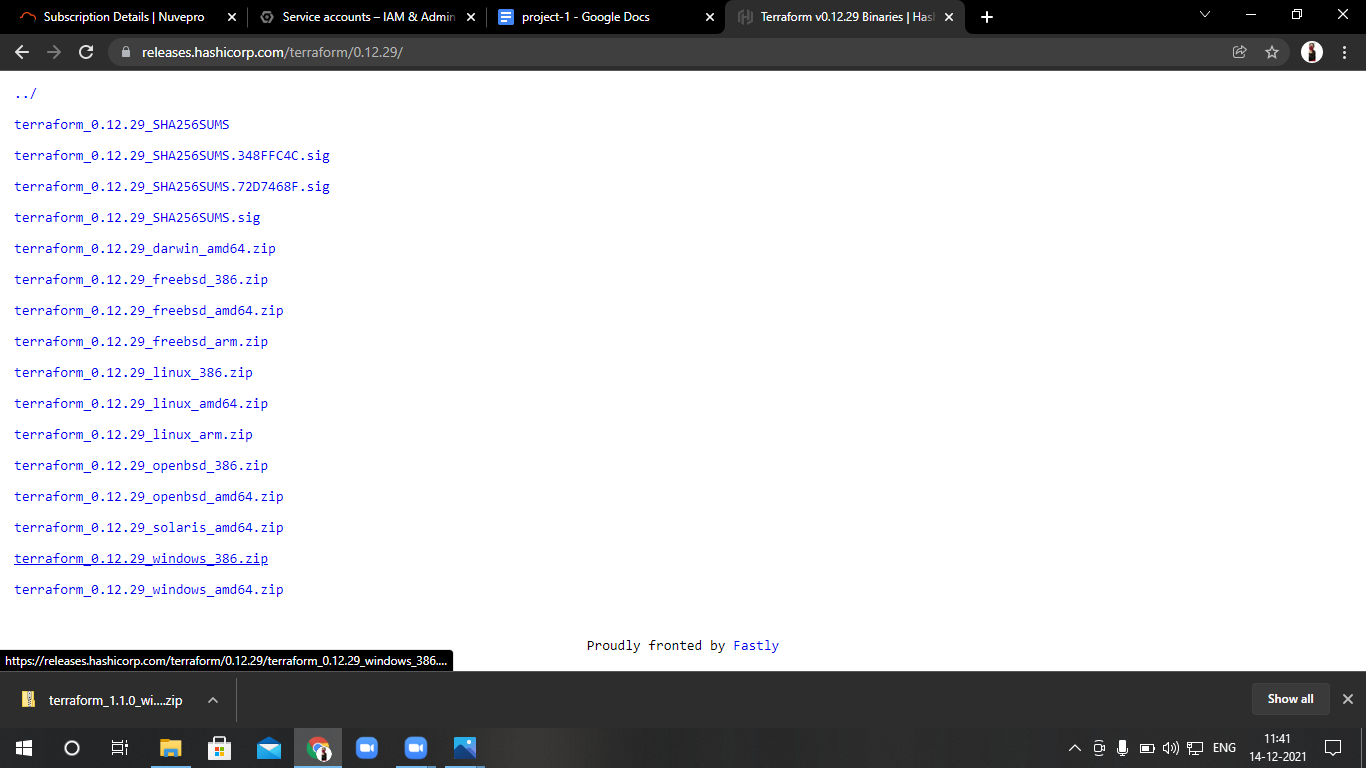 Subscription Details | Nuvepro
Service accounts – IAM & Admin
project-1 - Google Docs
Terraform v0.12.29 Binaries | Has
releases.hashicorp.com/terraform/0.12.29/
../
terraform_0.12.29_SHA256SUMS
terraform_0.12.29_SHA256SUMS.348FFC4C.sig
terraform_0.12.29_SHA256SUMS.72D7468F.sig
terraform_0.12.29_SHA256SUMS.sig
terraform_0.12.29_darwin_amd64.zip
terraform_0.12.29_freebsd_386.zip
terraform_0.12.29_freebsd_amd64.zip
terraform_0.12.29_freebsd_arm.zip
terraform_0.12.29_linux_386.zip
terraform_0.12.29_linux_amd64.zip
terraform_0.12.29_linux_arm.zip
terraform_0.12.29_openbsd_386.zip
terraform_0.12.29_openbsd_amd64.zip
terraform_0.12.29_solaris_amd64.zip
terraform_0.12.29_windows_386.zip
terraform_0.12.29_windows_amd64.zip
Proudly fronted by Fastly
https://releases.hashicorp.com/terraform/0.12.29/terraform_0.12.29_windows_386....
terraform_1.1.0_wi....zip
Show all
ENG
11:41
14-12-2021